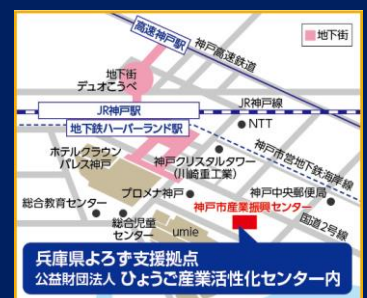 高速神戸駅
神戸高速鉄道
地下街
地下街
デュオこうべ
JR神戸駅
JR神戸線
地下鉄ハーバーランド駅
NTT
神戸市営地下鉄海岸線
ホテルクラウン
パレス神戸
神戸クリスタルタワー
(川崎重工業)
プロメナ神戸
神戸中央郵便局
総合教育センター
神戸市産業振興センター
総合児童
センター
umie
国道2号線
兵庫県よろず支援拠点
公益財団法人 ひょうご産業活性化センター内